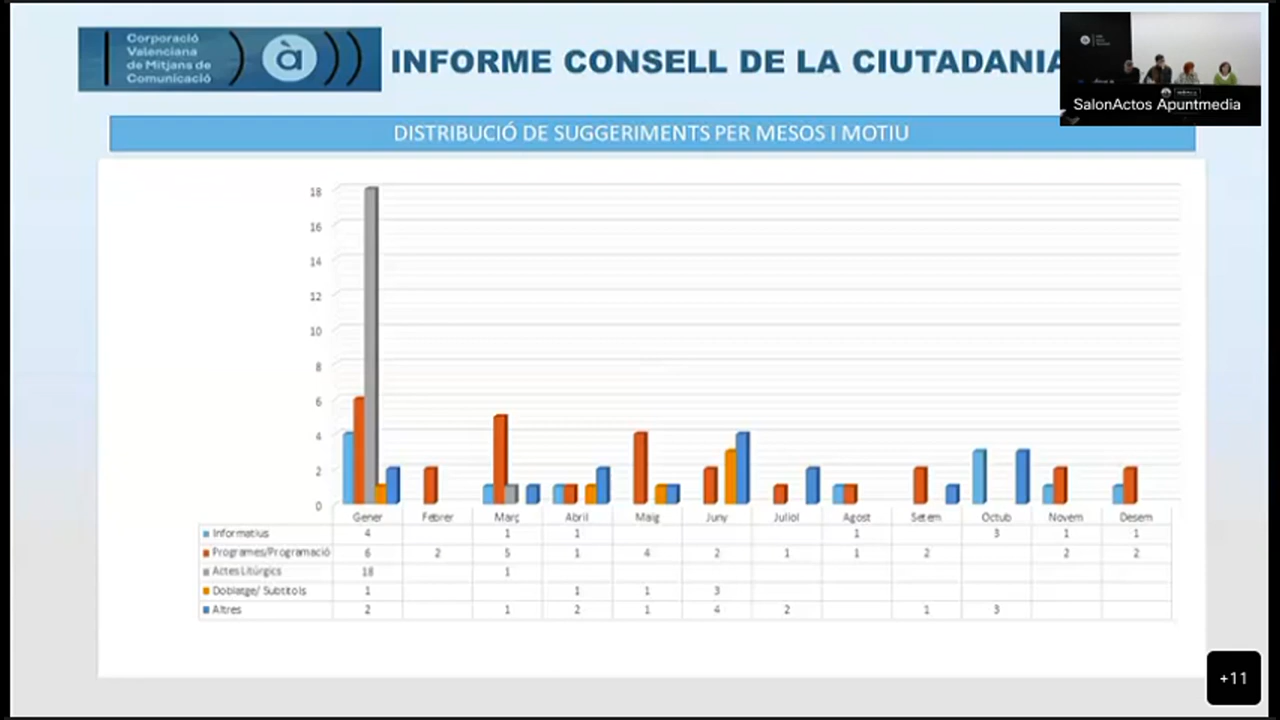 Corporació
Valenciana
de Mitjans de
Comunicació
à
INFORME CONSELL DE LA CIUTADANIA
SalonActos Apuntmedia
DISTRIBUCIÓ DE SUGGERIMENTS PER MESOS I MOTIU
18
16
14
12
10
8
6
4
2
0
Gener Febrer Març Abril Maig Juny Juliol Agost Setem Octub Novem Desem
Informatius 4 1 1 1 3 1 1
Programes/Programació 6 2 5 1 4 2 1 1 2 2 2
Actes Litúrgics 18 1
Doblatge/ Subtítols 1 1 1 3
Altres 2 1 2 1 4 2 1 3
+11